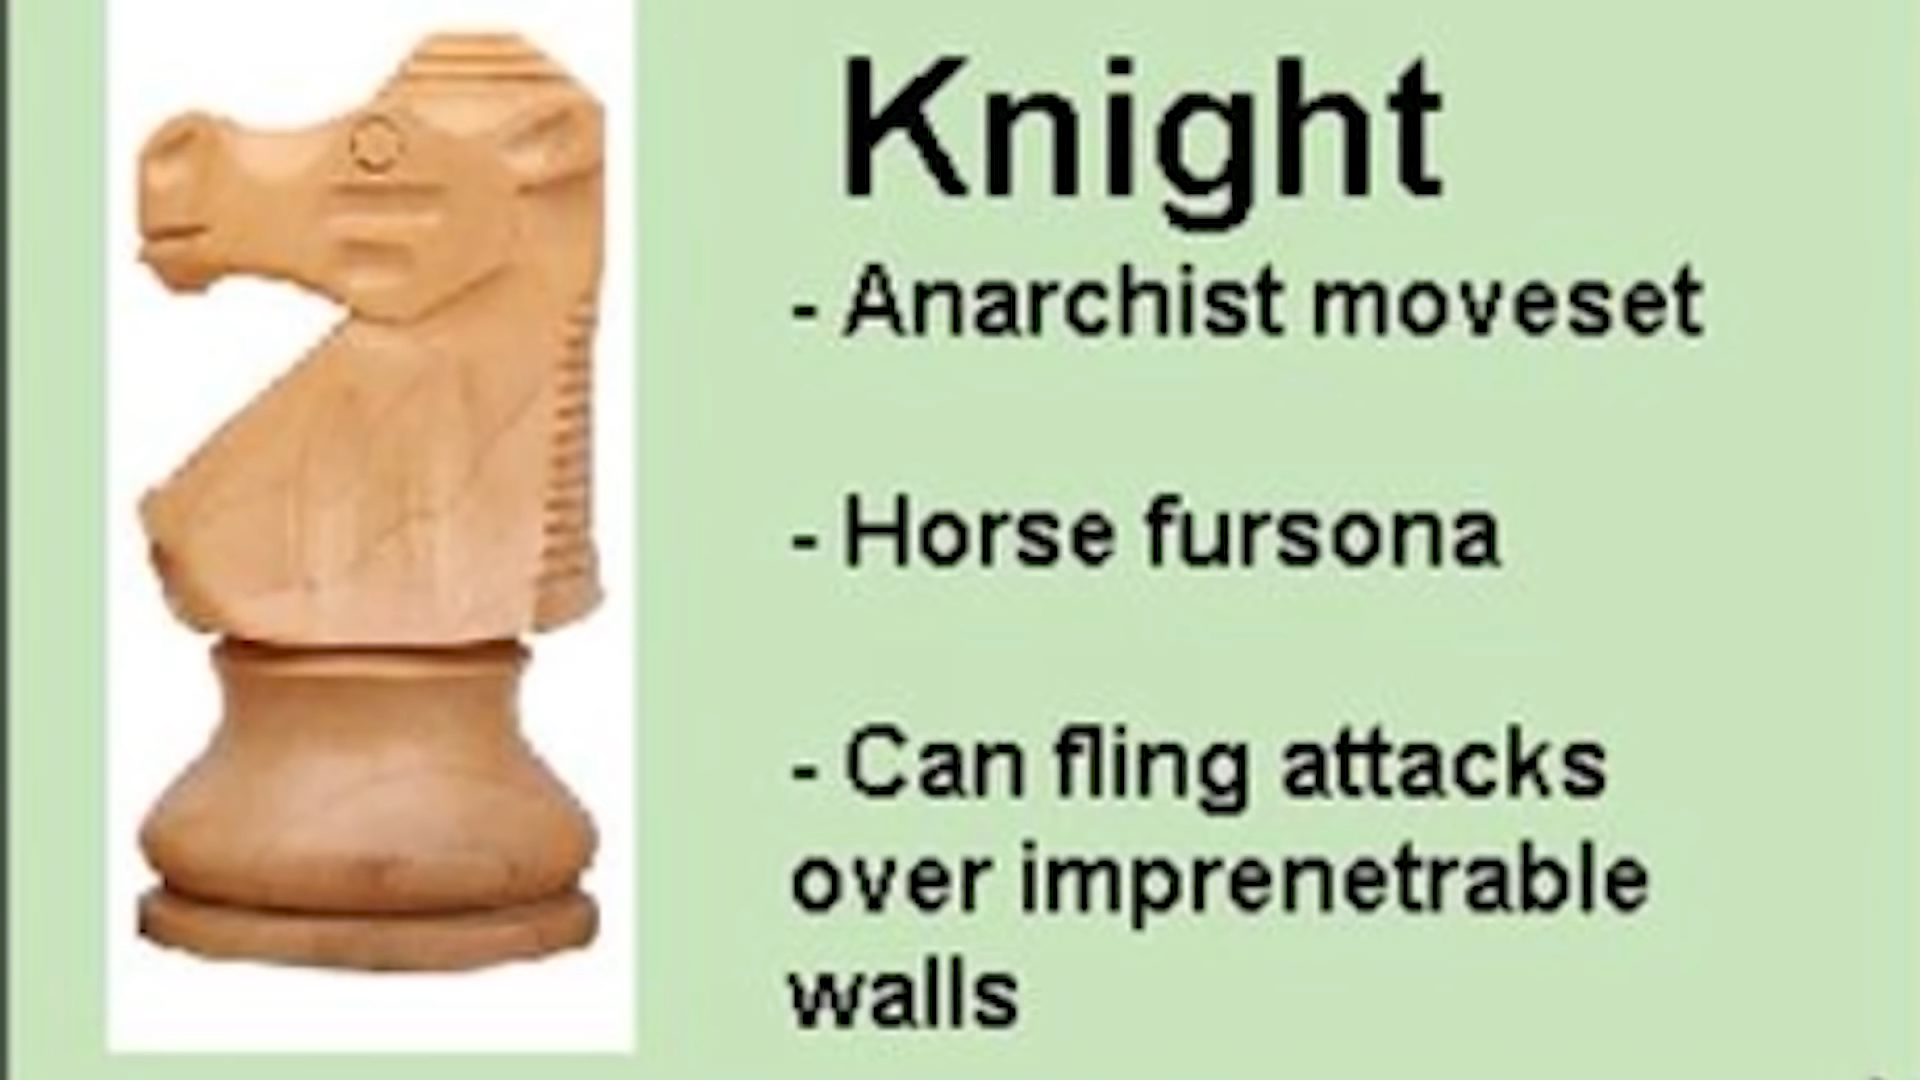 Knight
- Anarchist moveset
- Horse fursona
- Can fling attacks
over imprenetrable
walls